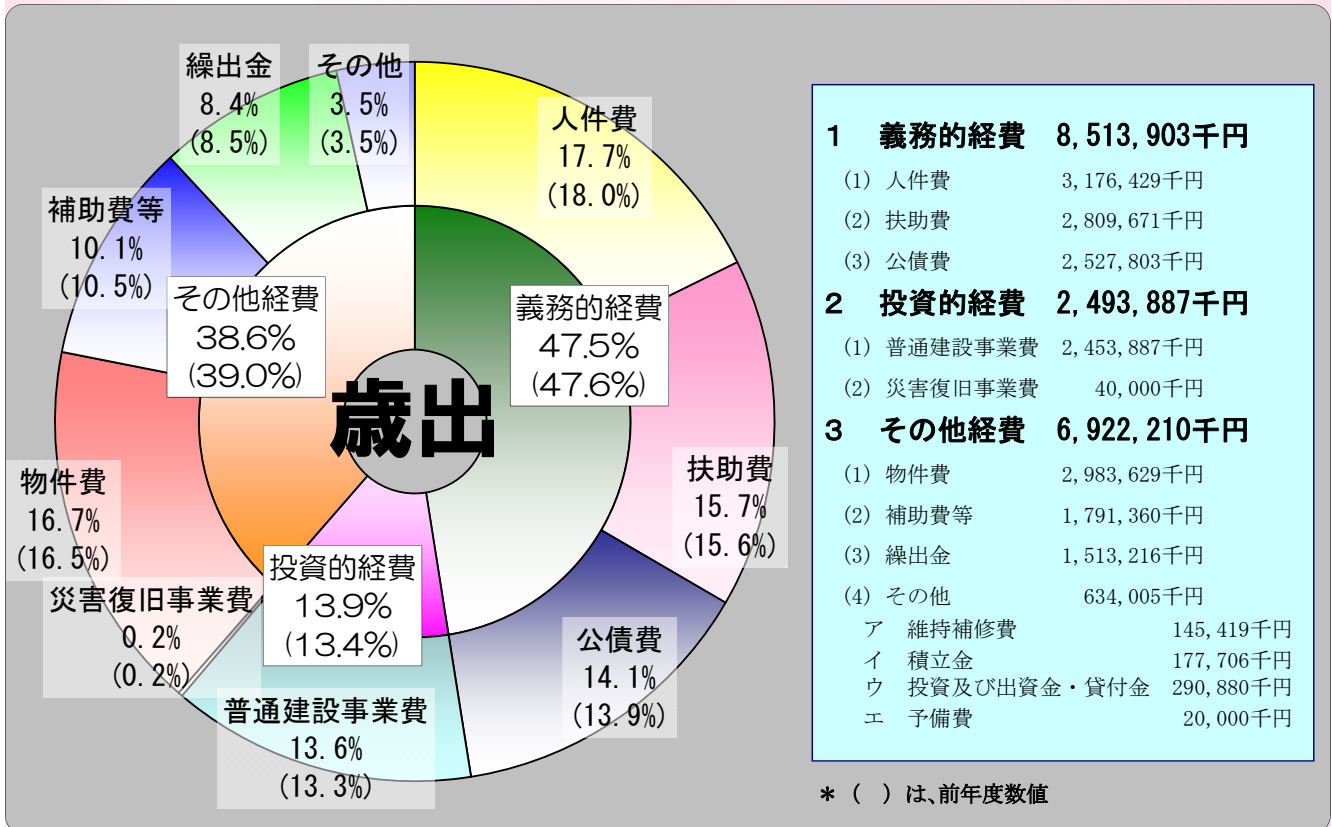 繰出金
8.4%
(8.5%)
その他
3.5%
(3.5%)
人件費
17.7%
(18.0%)
補助費等
10.1%
(10.5%)
その他経費
38.6%
(39.0%)
義務的経費
47.5%
(47.6%)
歳出
扶助費
15.7%
(15.6%)
物件費
16.7%
(16.5%)
投資的経費
13.9%
(13.4%)
災害復旧事業費
0.2%
(0.2%)
公債費
14.1%
(13.9%)
普通建設事業費
13.6%
(13.3%)
1 義務的経費 8,513,903千円
(1) 人件費 3,176,429千円
(2) 扶助費 2,809,671千円
(3) 公債費 2,527,803千円
2 投資的経費 2,493,887千円
(1) 普通建設事業費 2,453,887千円
(2) 災害復旧事業費 40,000千円
3 その他経費 6,922,210千円
(1) 物件費 2,983,629千円
(2) 補助費等 1,791,360千円
(3) 繰出金 1,513,216千円
(4) その他 634,005千円
ア 維持補修費 145,419千円
イ 積立金 177,706千円
ウ 投資及び出資金・貸付金 290,880千円
エ 予備費 20,000千円
＊（ ）は、前年度数値